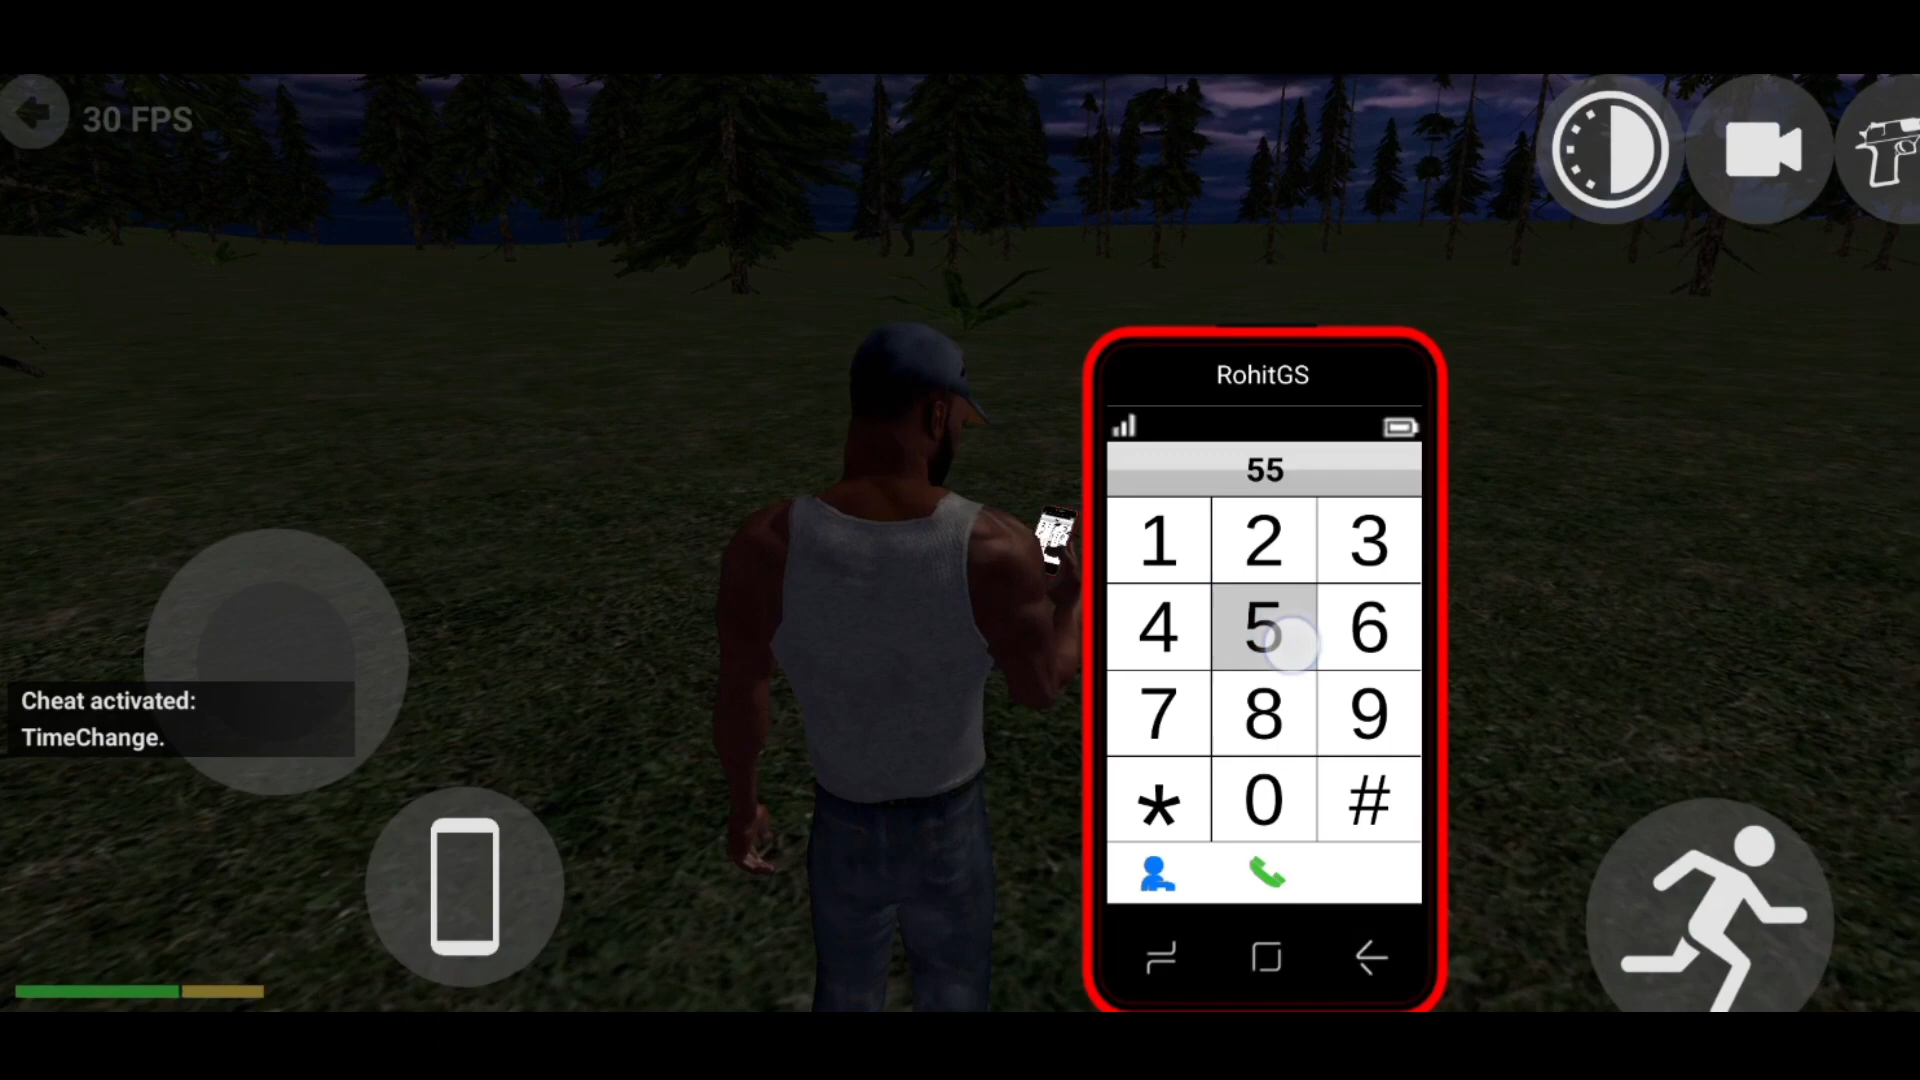 30 FPS
RohitGS
55
1 2 3
4 5 6
7 8 9
* 0 #
Cheat activated:
TimeChange.